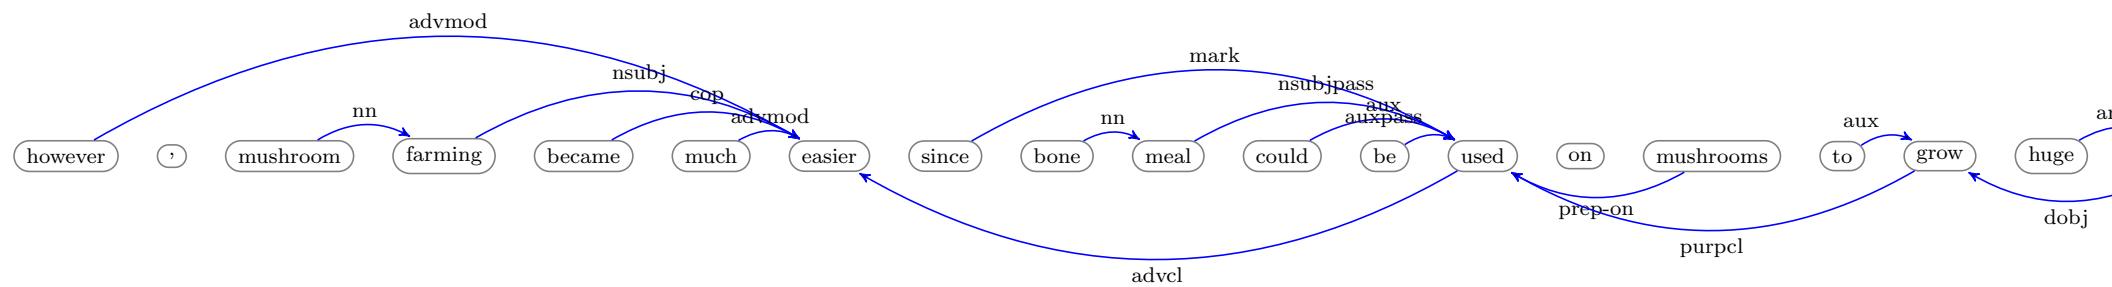 advmod
mark
nsubj
nsubjpass
cop
aux
nn
advmod
nn
auxpass
aux
however , mushroom farming became much easier since bone meal could be used on mushrooms to grow huge
prep-on
dobj
purpcl
advcl